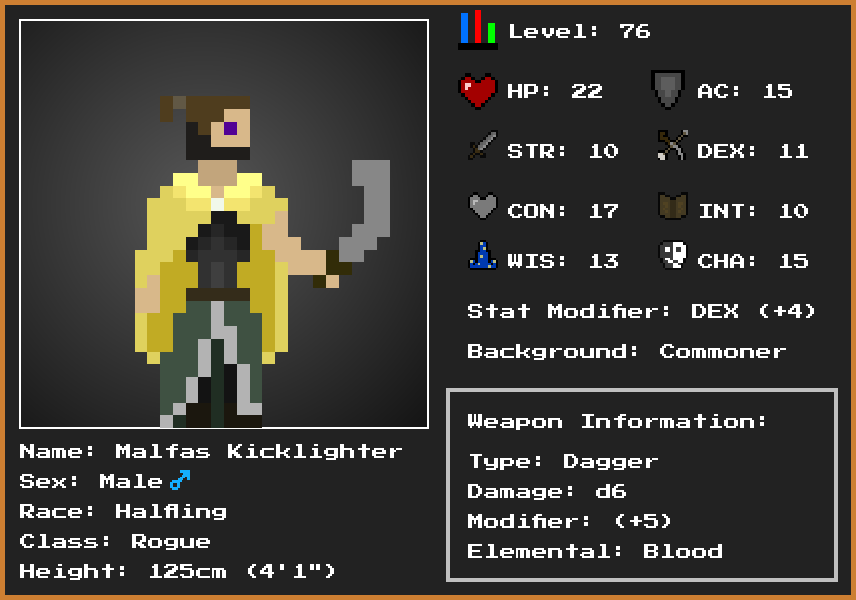 Level: 76
HP: 22
AC: 15
STR: 10
DEX: 11
CON: 17
INT: 10
WIS: 13
CHA: 15
Stat Modifier: DEX (+4)
Background: Commoner
Weapon Information:
Type: Dagger
Damage: d6
Modifier: (+5)
Elemental: Blood
Name: Malfas Kicklighter
Sex: Male ♂
Race: Halfling
Class: Rogue
Height: 125cm (4'1")